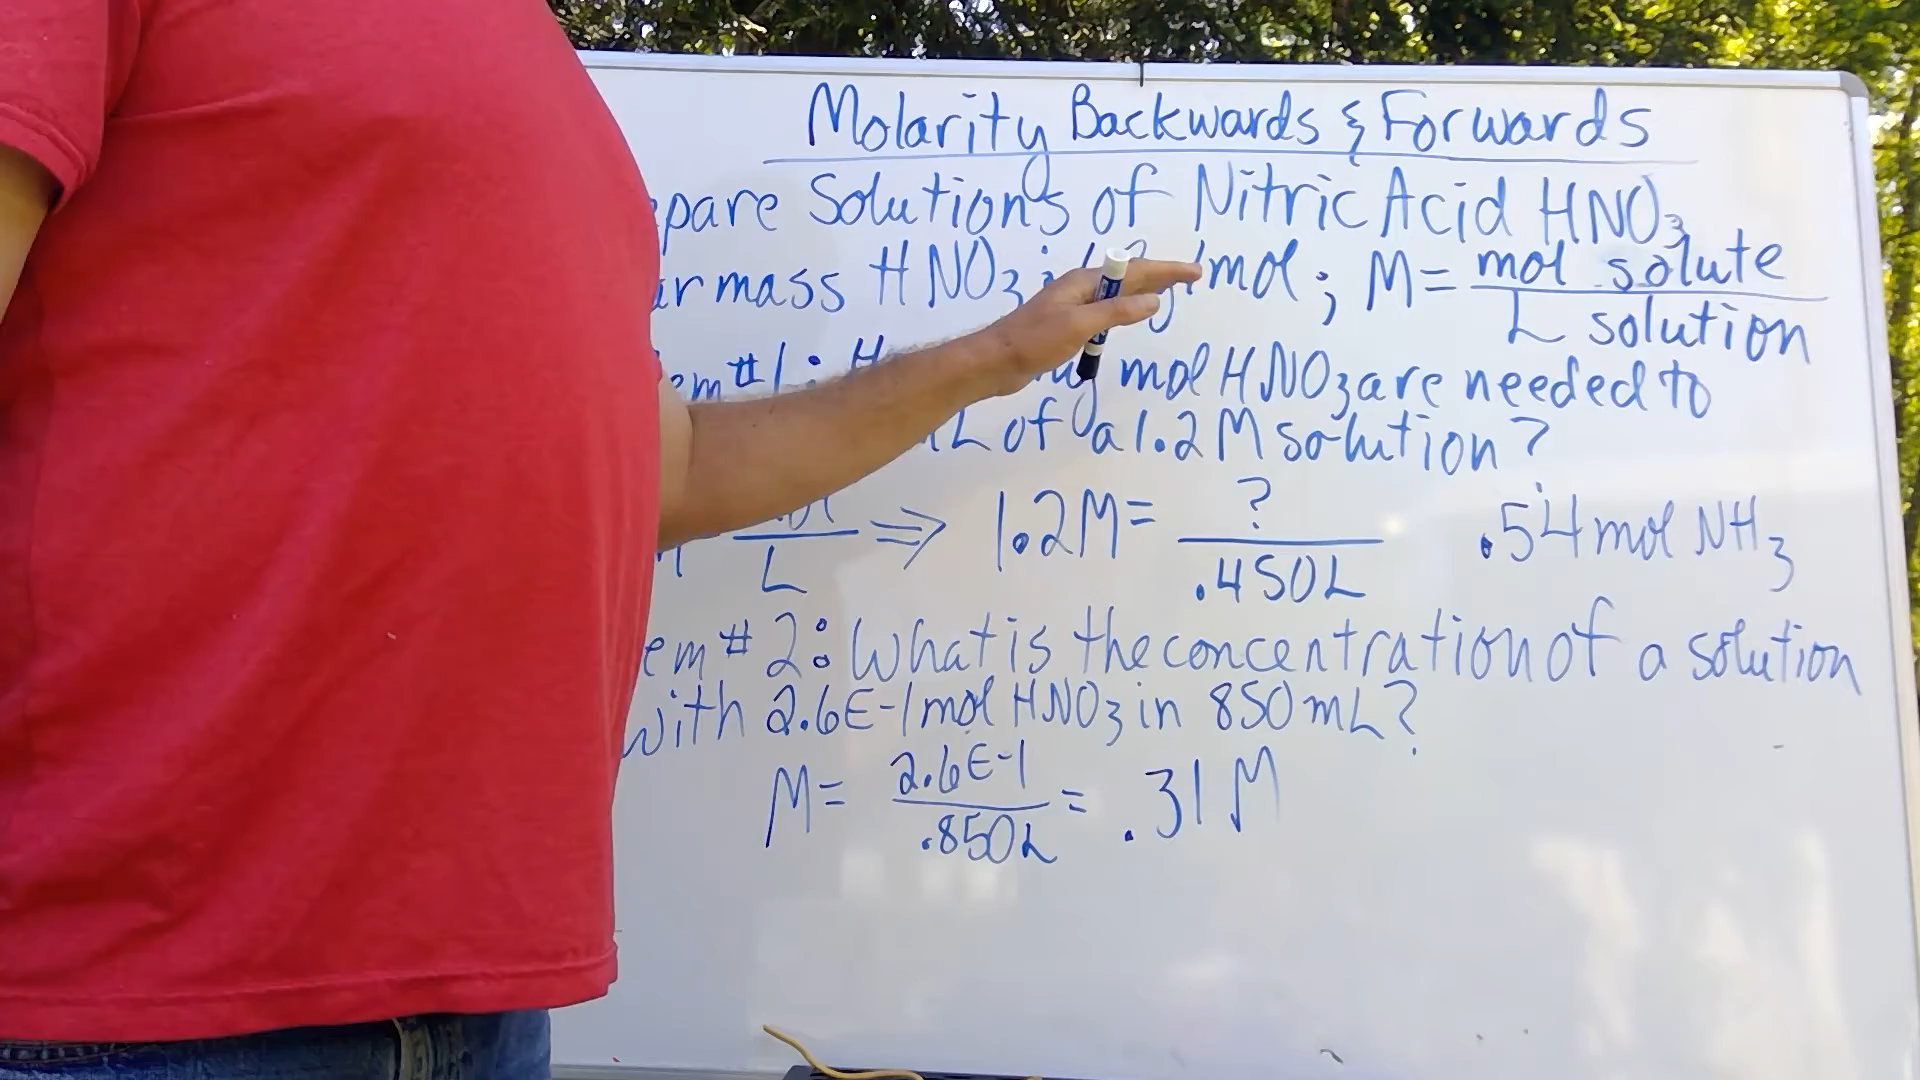 Molarity Backwards & Forwards
pare Solutions of Nitric Acid HNO3
ar mass HNO3 /mol ; M = mol solute / L solution
em #1: mol HNO3 are needed to
L of a 1.2 M solution?
L ⇒ 1.2M = ? / .450L .54 mol NH3
em #2: What is the concentration of a solution
with 2.6E-1 mol HNO3 in 850 mL?
M = 2.6E-1 / .850L = .31 M